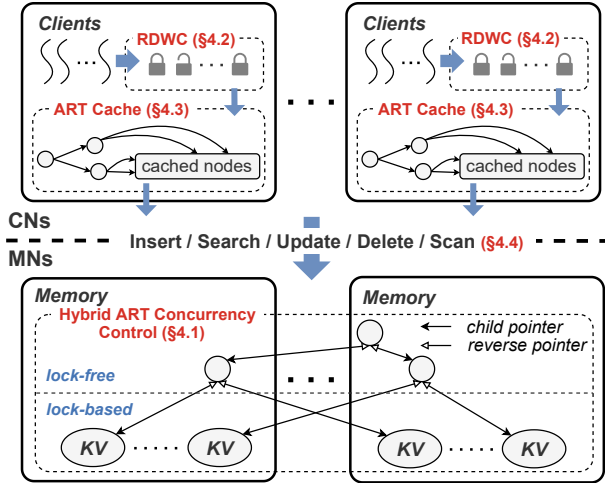 Clients
RDWC (§4.2)
ART Cache (§4.3)
cached nodes
Clients
RDWC (§4.2)
ART Cache (§4.3)
cached nodes
CNs
Insert / Search / Update / Delete / Scan (§4.4)
MNs
Memory
Memory
Hybrid ART Concurrency
Control (§4.1)
child pointer
reverse pointer
lock-free
lock-based
KV
KV
KV
KV